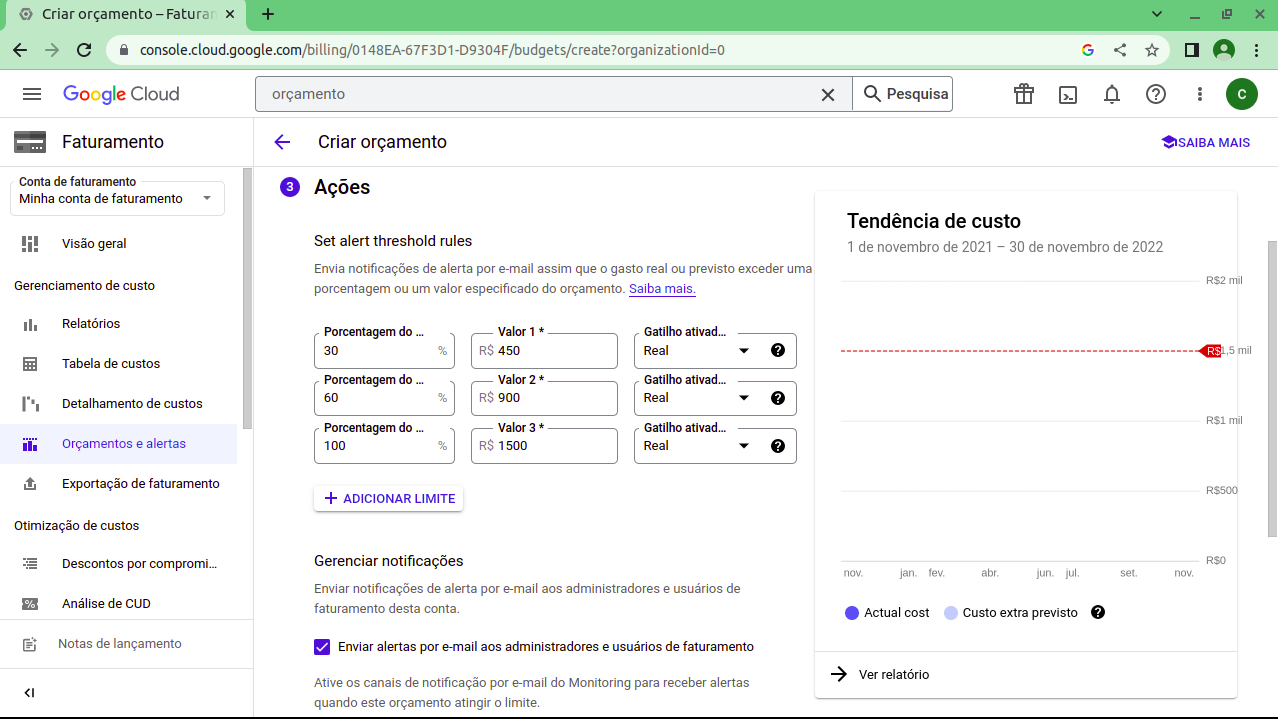 Criar orçamento – Faturan
console.cloud.google.com/billing/0148EA-67F3D1-D9304F/budgets/create?organizationId=0
Google Cloud
orçamento
Pesquisa
C
Faturamento
Criar orçamento
SAIBA MAIS
Conta de faturamento
Minha conta de faturamento
Visão geral
Gerenciamento de custo
Relatórios
Tabela de custos
Detalhamento de custos
Orçamentos e alertas
Exportação de faturamento
Otimização de custos
Descontos por compromi...
Análise de CUD
Notas de lançamento
3 Ações
Set alert threshold rules
Envia notificações de alerta por e-mail assim que o gasto real ou previsto exceder uma
porcentagem ou um valor especificado do orçamento. Saiba mais.
Porcentagem do ... Valor 1 * Gatilho ativad...
30 % R$ 450 Real
Porcentagem do ... Valor 2 * Gatilho ativad...
60 % R$ 900 Real
Porcentagem do ... Valor 3 * Gatilho ativad...
100 % R$ 1500 Real
+ ADICIONAR LIMITE
Gerenciar notificações
Enviar notificações de alerta por e-mail aos administradores e usuários de
faturamento desta conta.
Enviar alertas por e-mail aos administradores e usuários de faturamento
Ative os canais de notificação por e-mail do Monitoring para receber alertas
quando este orçamento atingir o limite.
Tendência de custo
1 de novembro de 2021 – 30 de novembro de 2022
R$2 mil
R$1,5 mil
R$1 mil
R$500
R$0
nov. jan. fev. abr. jun. jul. set. nov.
Actual cost Custo extra previsto
Ver relatório